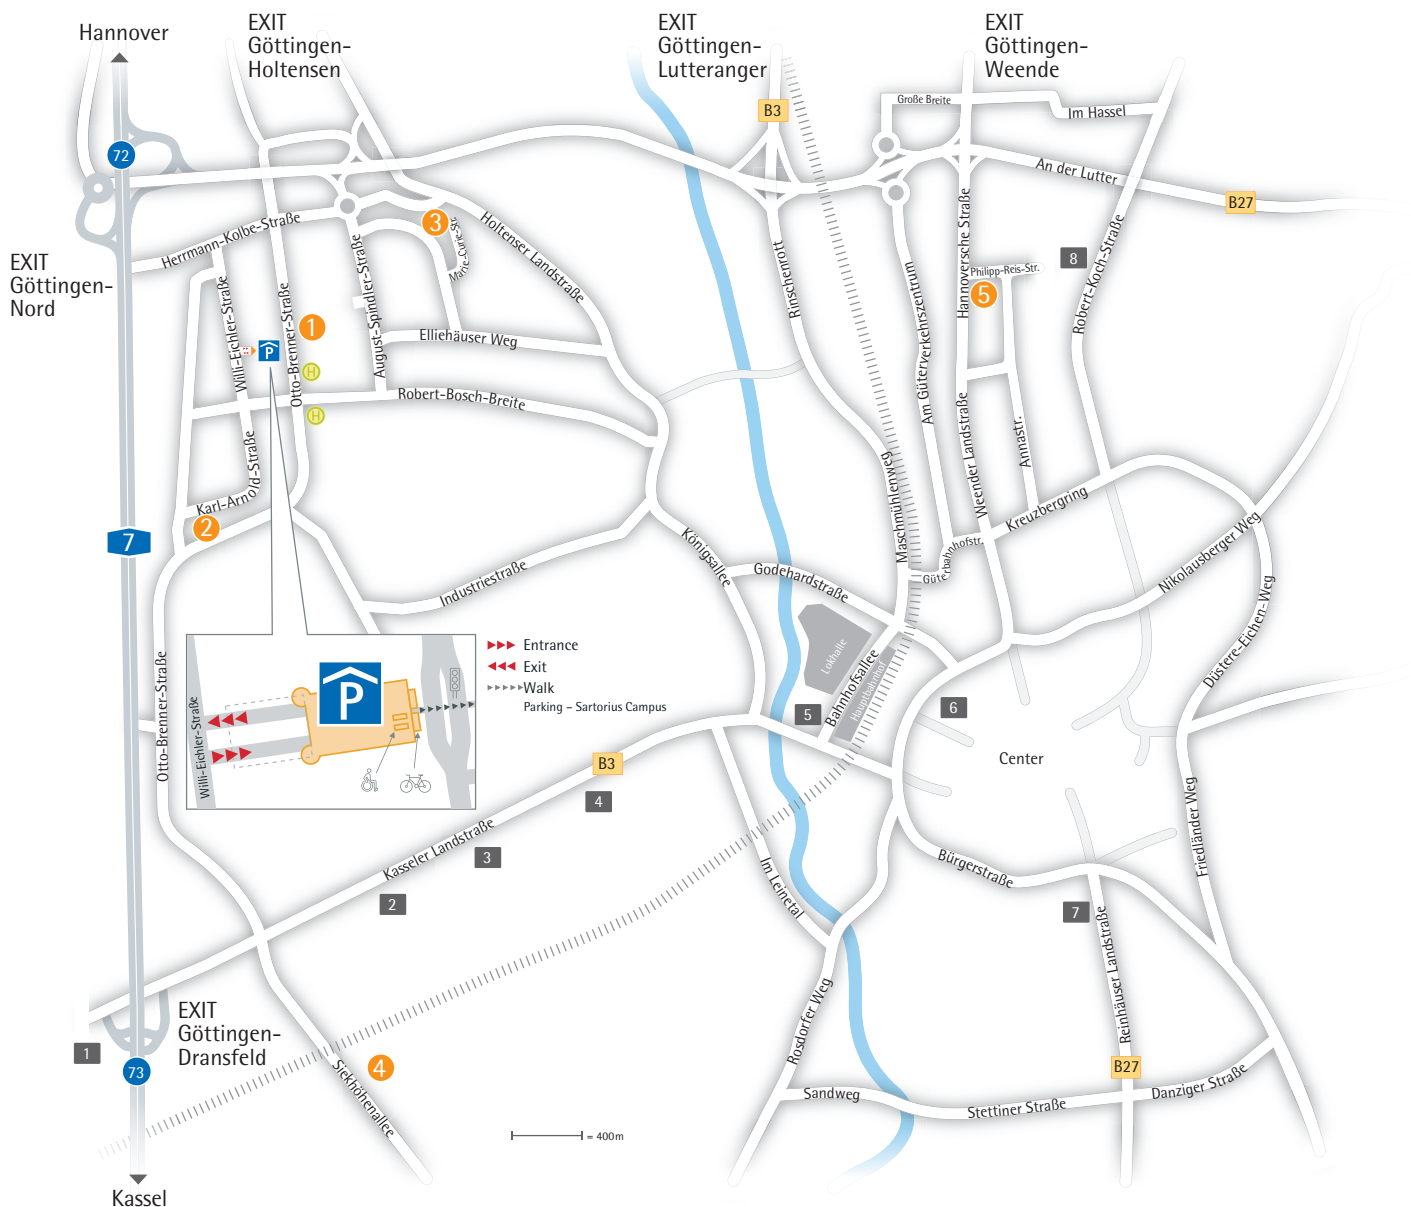 Hannover
EXIT
Göttingen-
Holtensen
EXIT
Göttingen-
Lutteranger
EXIT
Göttingen-
Weende
B3
Große Breite
Im Hassel
72
An der Lutter
B27
Herrmann-Kolbe-Straße
3
Marie-Curie-Str.
Holtenser Landstraße
Hannoversche Straße
Robert-Koch-Straße
8
EXIT
Göttingen-
Nord
Willi-Eichler-Straße
Otto-Brenner-Straße
August-Spindler-Straße
Rinschenrott
Am Güterverkehrszentrum
Philipp-Reis-Str.
5
1
P
Elliehäuser Weg
H
Robert-Bosch-Breite
H
Weender Landstraße
Annastr.
Karl-Arnold-Straße
2
7
Maschmühlenweg
Kreuzbergring
Königsallee
Güterbahnhofstr.
Nikolausberger Weg
Industriestraße
Godehardstraße
Düstere-Eichen-Weg
Otto-Brenner-Straße
Willi-Eichler-Straße
P
Entrance
Exit
Walk
Parking – Sartorius Campus
Lokhalle
Bahnhofsallee
Hauptbahnhof
5
6
Center
B3
4
Kasseler Landstraße
3
2
Im Leinetal
Bürgerstraße
Friedländer Weg
7
Reinhäuser Landstraße
EXIT
Göttingen-
Dransfeld
1
73
4
Siekhöhenallee
Rosdorfer Weg
B27
Sandweg
Stettiner Straße
Danziger Straße
= 400m
Kassel